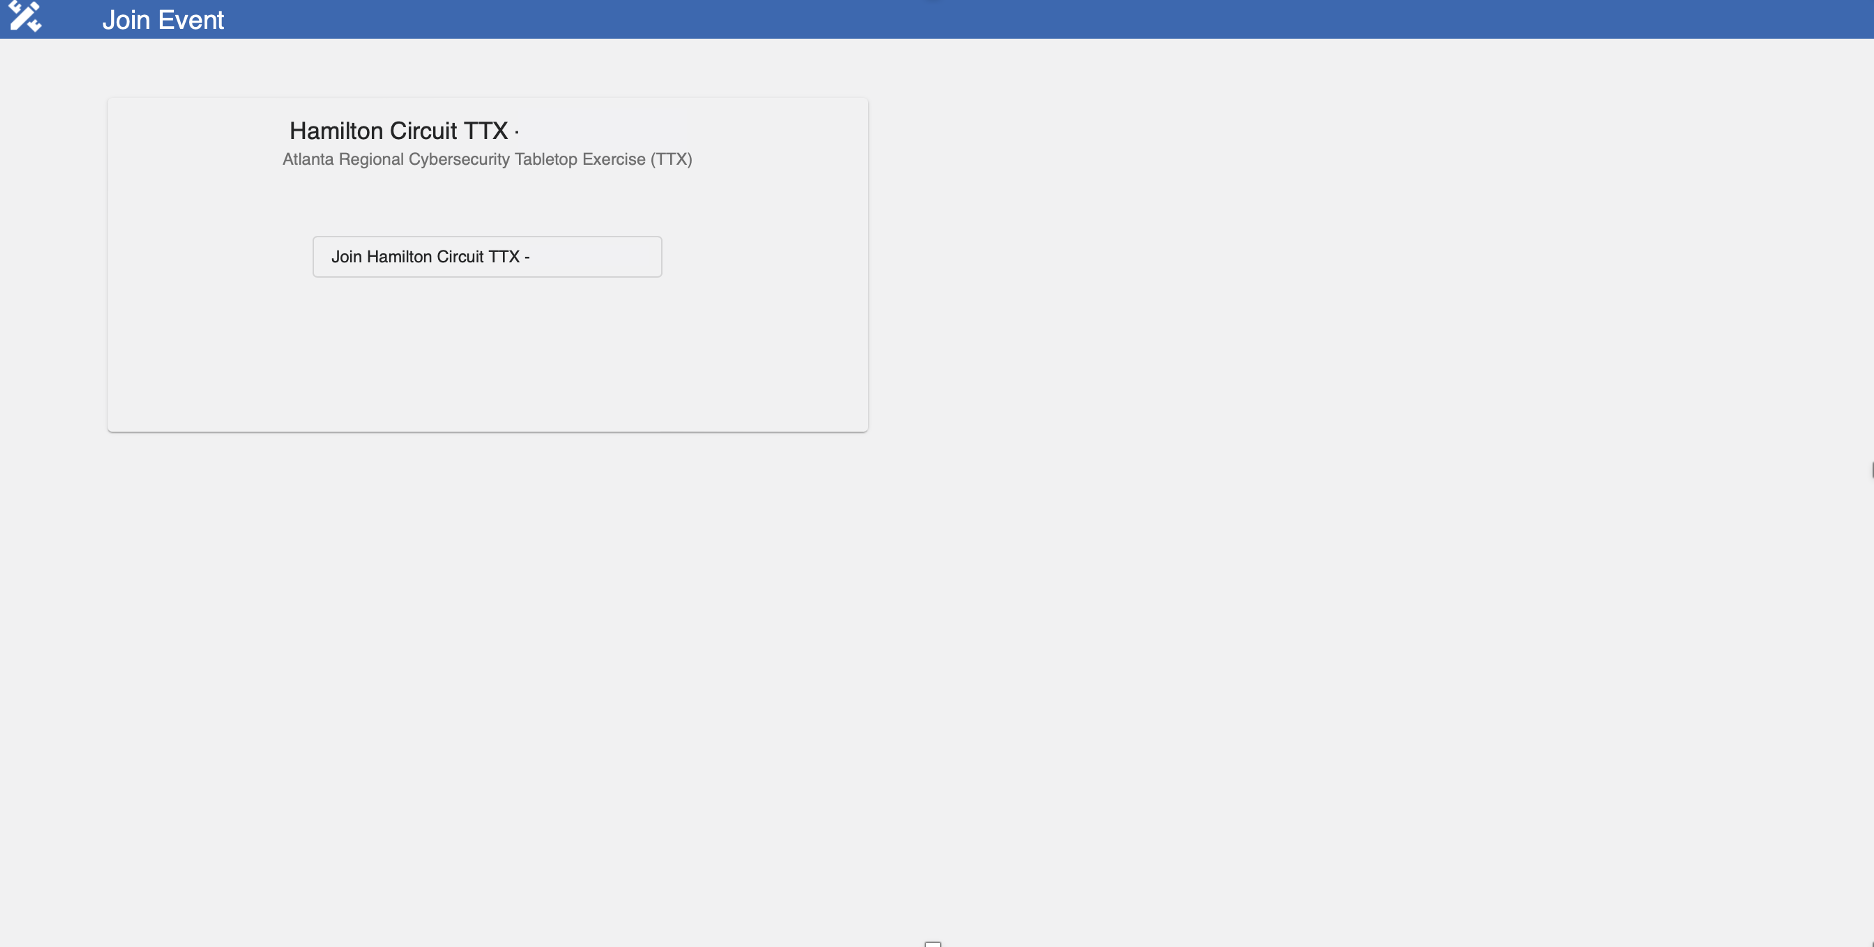 Join Event
Hamilton Circuit TTX -
Atlanta Regional Cybersecurity Tabletop Exercise (TTX)
Join Hamilton Circuit TTX -